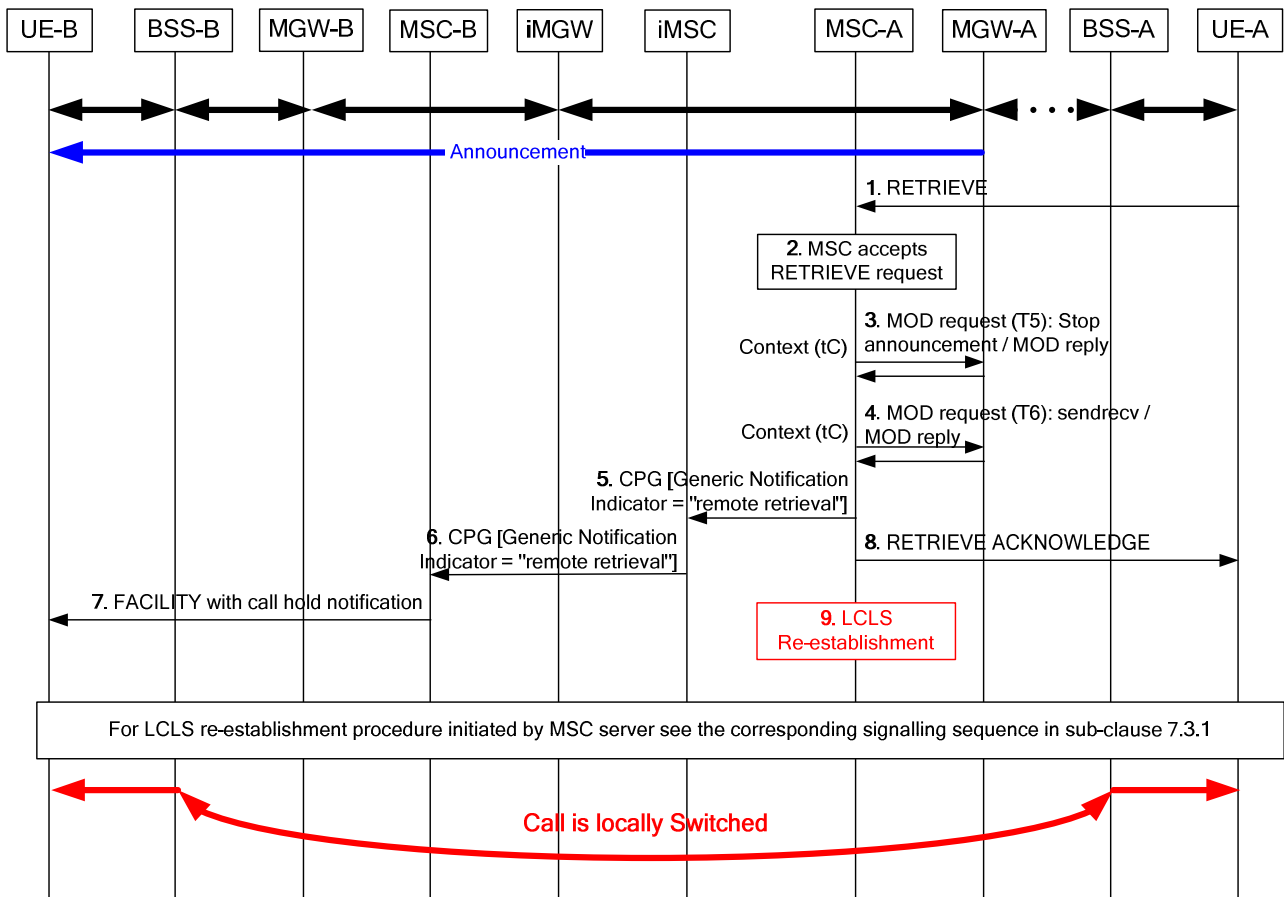 UE-B
BSS-B
MGW-B
MSC-B
iMGW
iMSC
MSC-A
MGW-A
BSS-A
UE-A
Announcement
1. RETRIEVE
2. MSC accepts
RETRIEVE request
3. MOD request (T5): Stop
announcement / MOD reply
Context (tC)
4. MOD request (T6): sendrecv /
MOD reply
Context (tC)
5. CPG [Generic Notification
Indicator = "remote retrieval"]
6. CPG [Generic Notification
Indicator = "remote retrieval"]
8. RETRIEVE ACKNOWLEDGE
7. FACILITY with call hold notification
9. LCLS
Re-establishment
For LCLS re-establishment procedure initiated by MSC server see the corresponding signalling sequence in sub-clause 7.3.1
Call is locally Switched